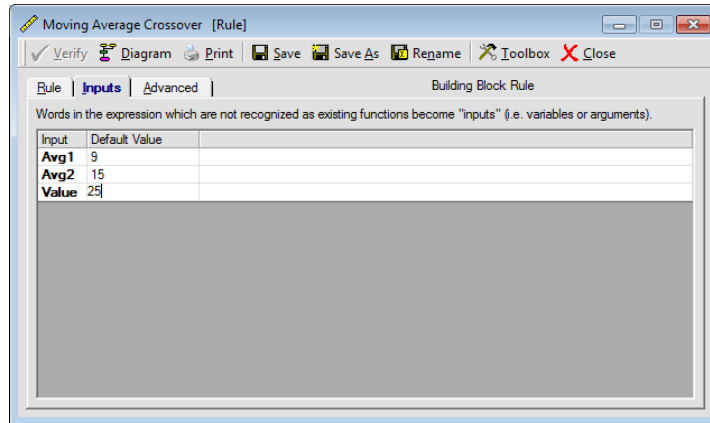 Moving Average Crossover [Rule]
Verify Diagram Print Save Save As Rename Toolbox Close
Rule Inputs Advanced Building Block Rule
Words in the expression which are not recognized as existing functions become "inputs" (i.e. variables or arguments).
Input Default Value
Avg1 9
Avg2 15
Value 25